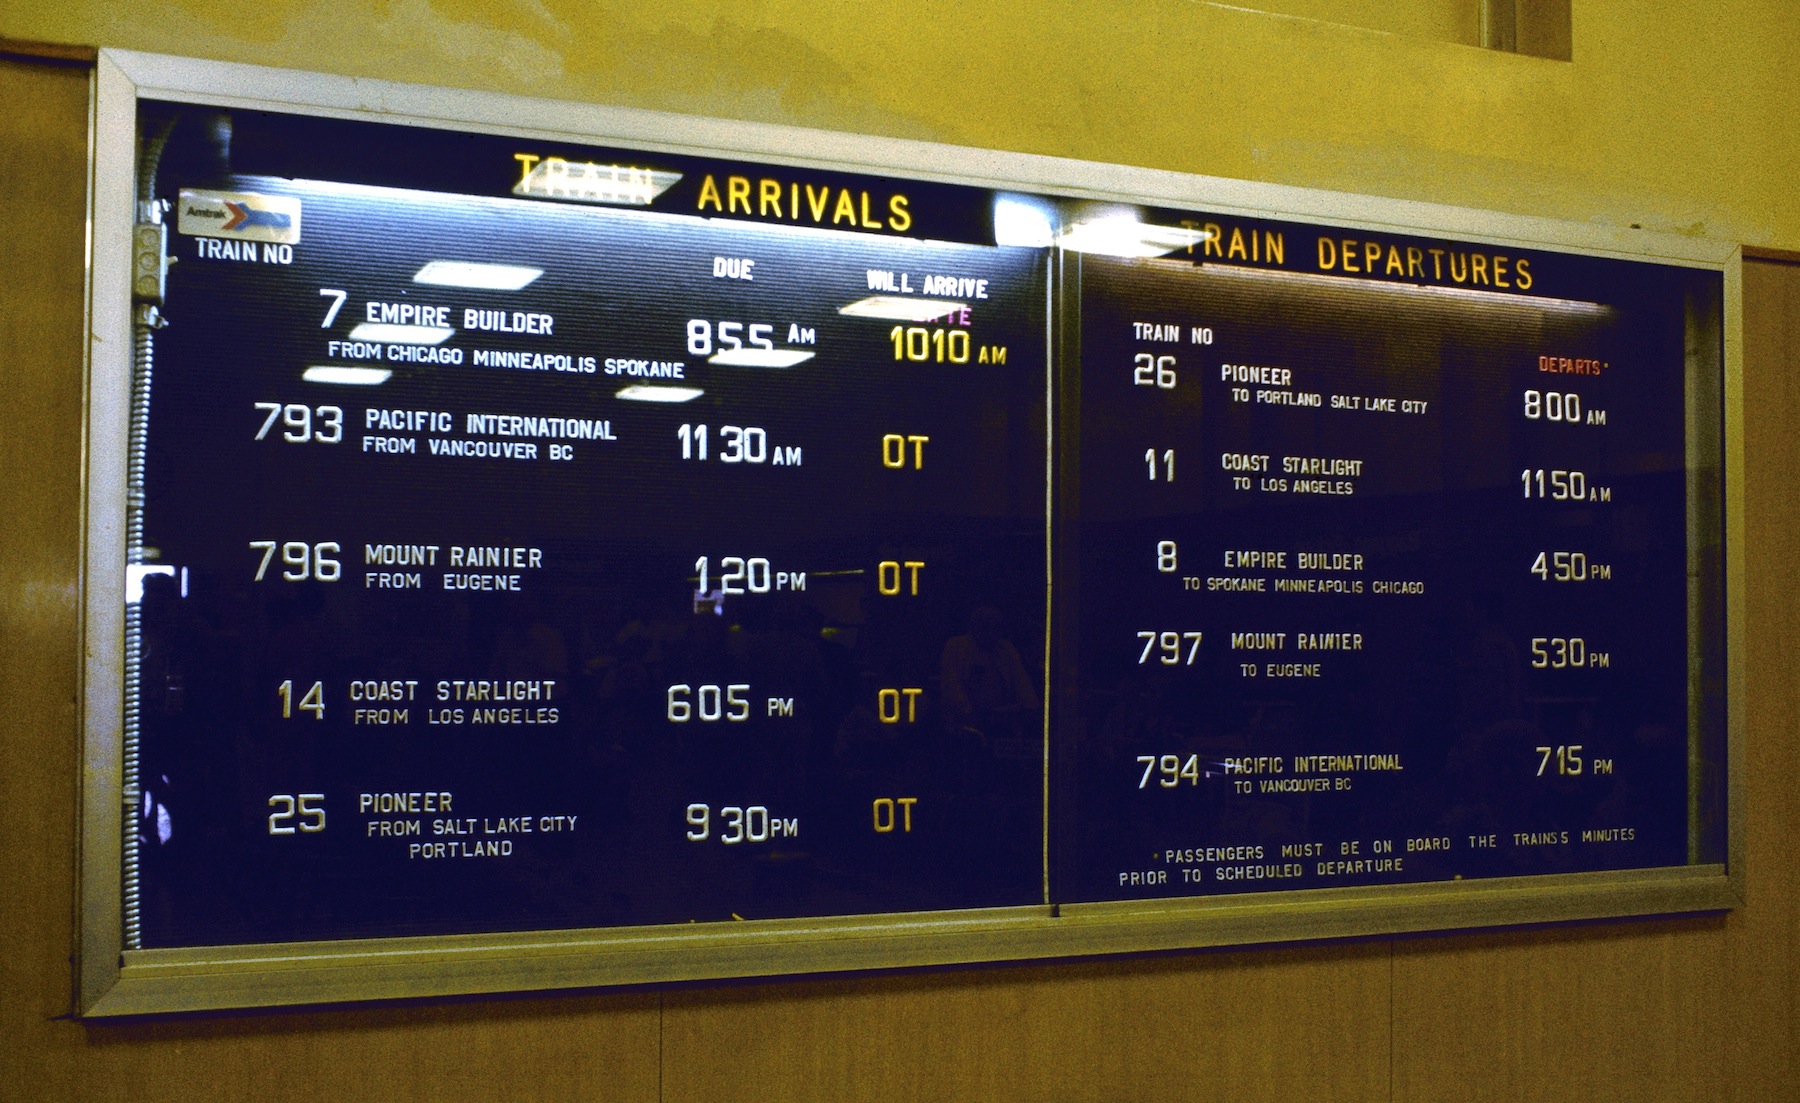 TRAIN ARRIVALS
Amtrak
TRAIN NO
DUE
WILL ARRIVE
7 EMPIRE BUILDER 855 AM 1010 AM
FROM CHICAGO MINNEAPOLIS SPOKANE
793 PACIFIC INTERNATIONAL 11 30 AM OT
FROM VANCOUVER BC
796 MOUNT RAINIER 1 20 PM OT
FROM EUGENE
14 COAST STARLIGHT 605 PM OT
FROM LOS ANGELES
25 PIONEER 9 30 PM OT
FROM SALT LAKE CITY
PORTLAND
TRAIN DEPARTURES
TRAIN NO
DEPARTS*
26 PIONEER 800 AM
TO PORTLAND SALT LAKE CITY
11 COAST STARLIGHT 1150 AM
TO LOS ANGELES
8 EMPIRE BUILDER 4 50 PM
TO SPOKANE MINNEAPOLIS CHICAGO
797 MOUNT RAINIER 530 PM
TO EUGENE
794 PACIFIC INTERNATIONAL 715 PM
TO VANCOUVER BC
*PASSENGERS MUST BE ON BOARD THE TRAINS 5 MINUTES
PRIOR TO SCHEDULED DEPARTURE